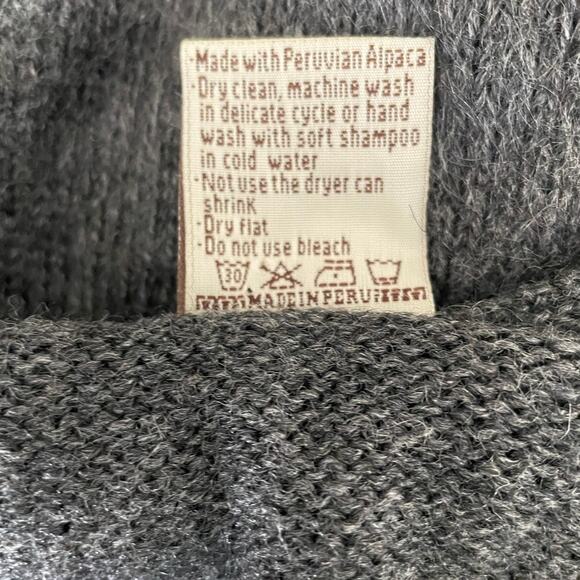 ·Made with Peruvian Alpaca
·Dry clean, machine wash
in delicate cycle or hand
wash with soft shampoo
in cold water
·Not use the dryer can
shrink
·Dry flat
·Do not use bleach
30
MADE IN PERU